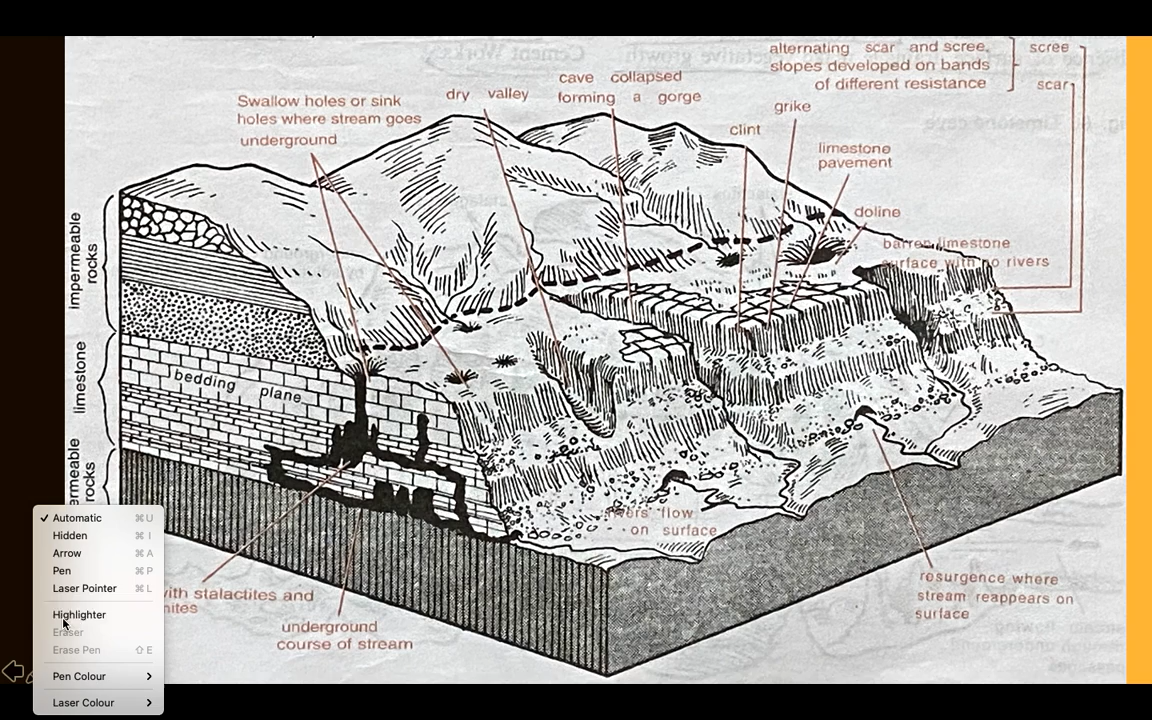 alternating scar and scree,
slopes developed on bands
of different resistance
scree
scar
cave collapsed
forming a gorge
dry valley
Swallow holes or sink
holes where stream goes
underground
grike
clint
limestone
pavement
doline
barren limestone
surface with no rivers
impermeable
rocks
limestone
bedding plane
rocks
flow
on surface
resurgence where
stream reappears on
surface
with stalactites and
underground
course of stream
Automatic ⌘U
Hidden ⌘I
Arrow ⌘A
Pen ⌘P
Laser Pointer ⌘L
Highlighter
Eraser
Erase Pen ⇧E
Pen Colour
Laser Colour